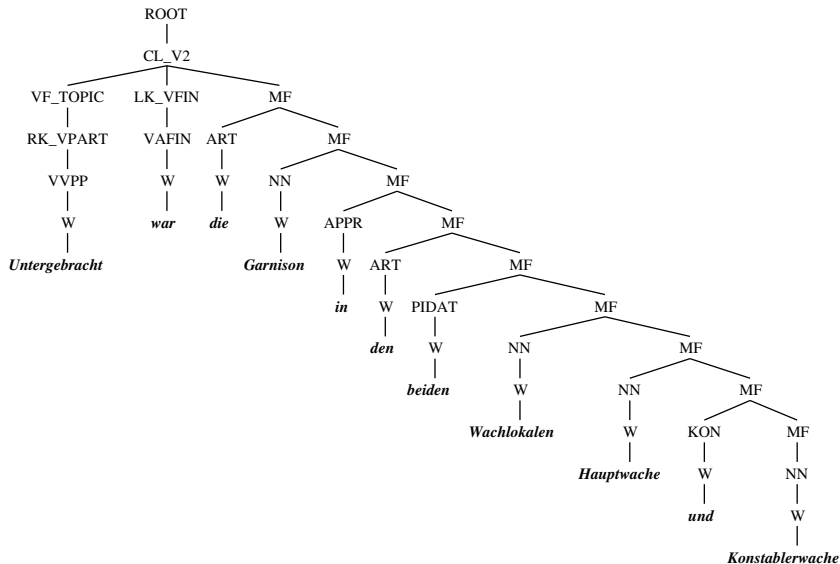 ROOT
CL_V2
VF_TOPIC LK_VFIN MF
RK_VPART VAFIN ART MF
VVPP W W NN MF
W war die W APPR MF
Untergebracht Garnison W ART MF
in W PIDAT MF
den W NN MF
beiden W NN MF
Wachlokalen W KON MF
Hauptwache W NN
und W
Konstablerwache